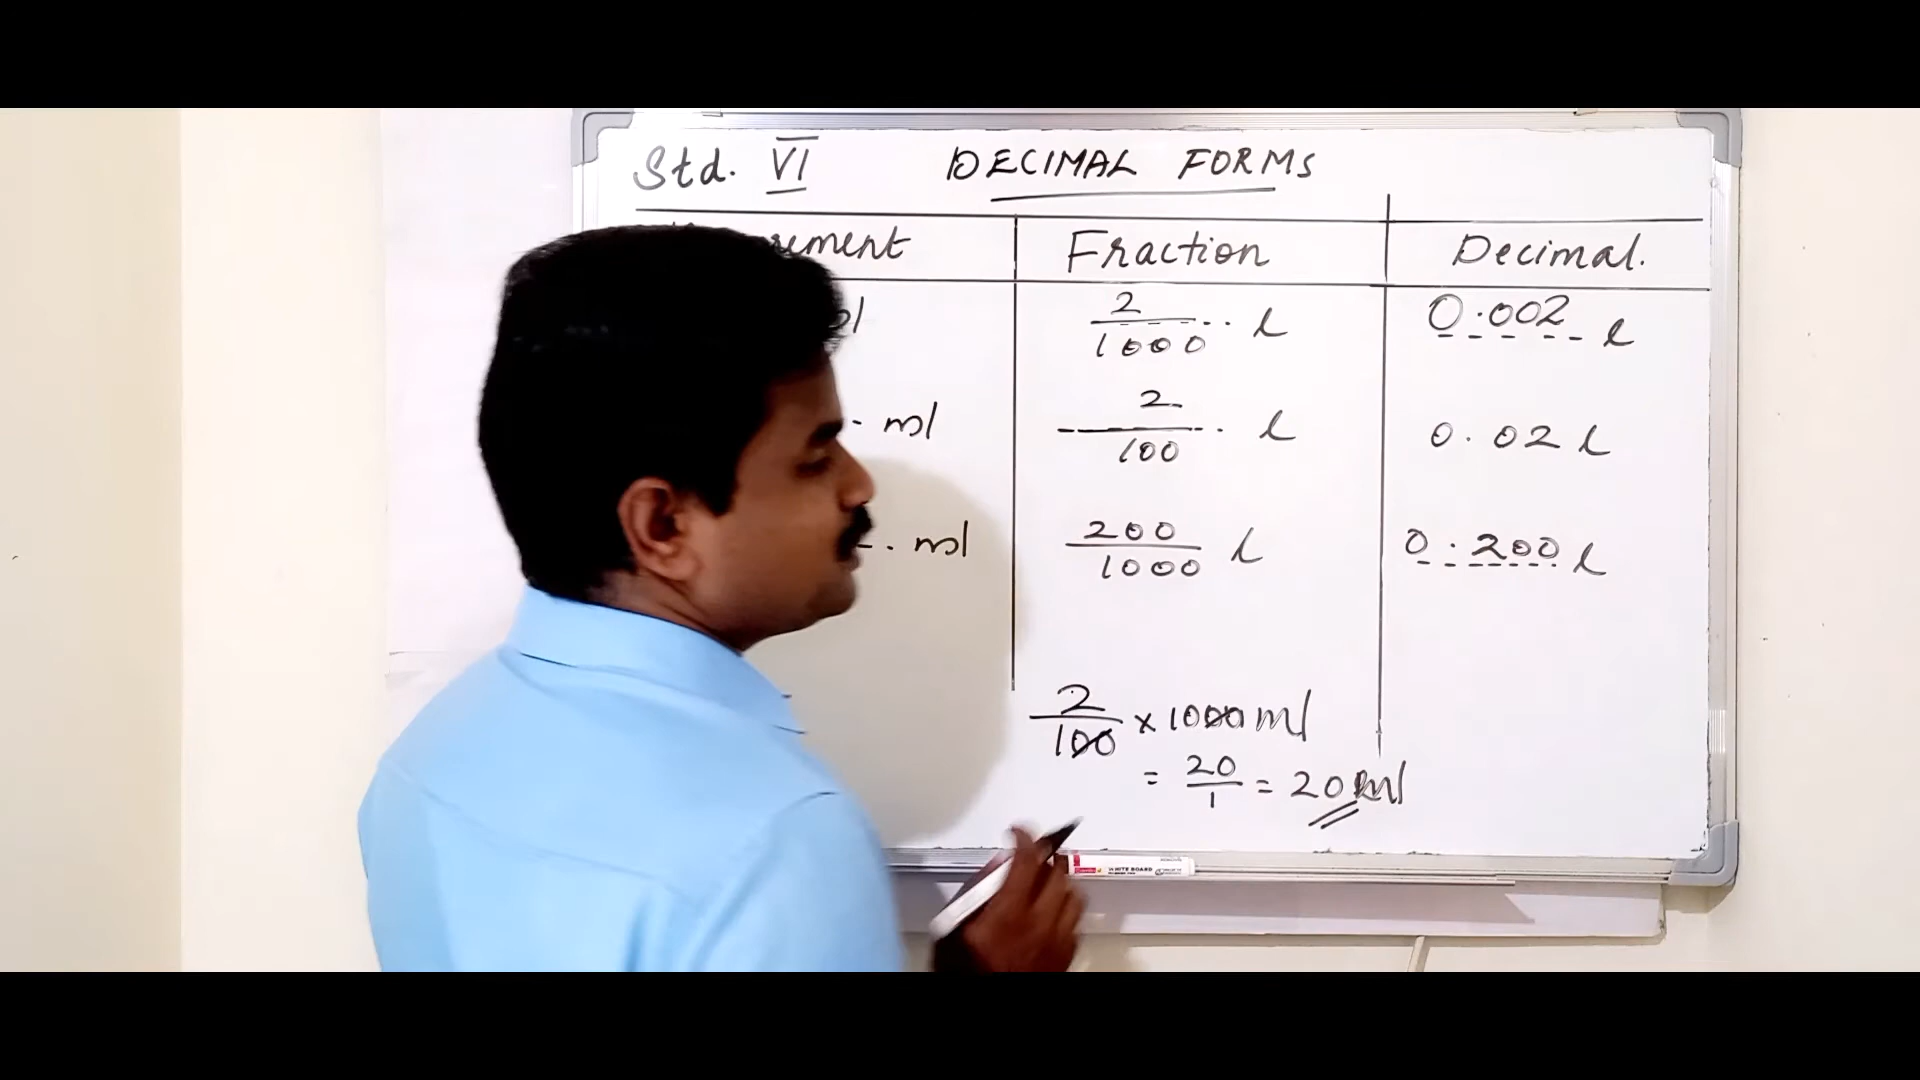 Std. VI DECIMAL FORMS
Fraction Decimal.
2/1000 l 0.002 l
ml 2/100 l 0.02 l
ml 200/1000 l 0.200 l
2/100 x 1000 ml
= 20/1 = 20 ml
WHITE BOARD